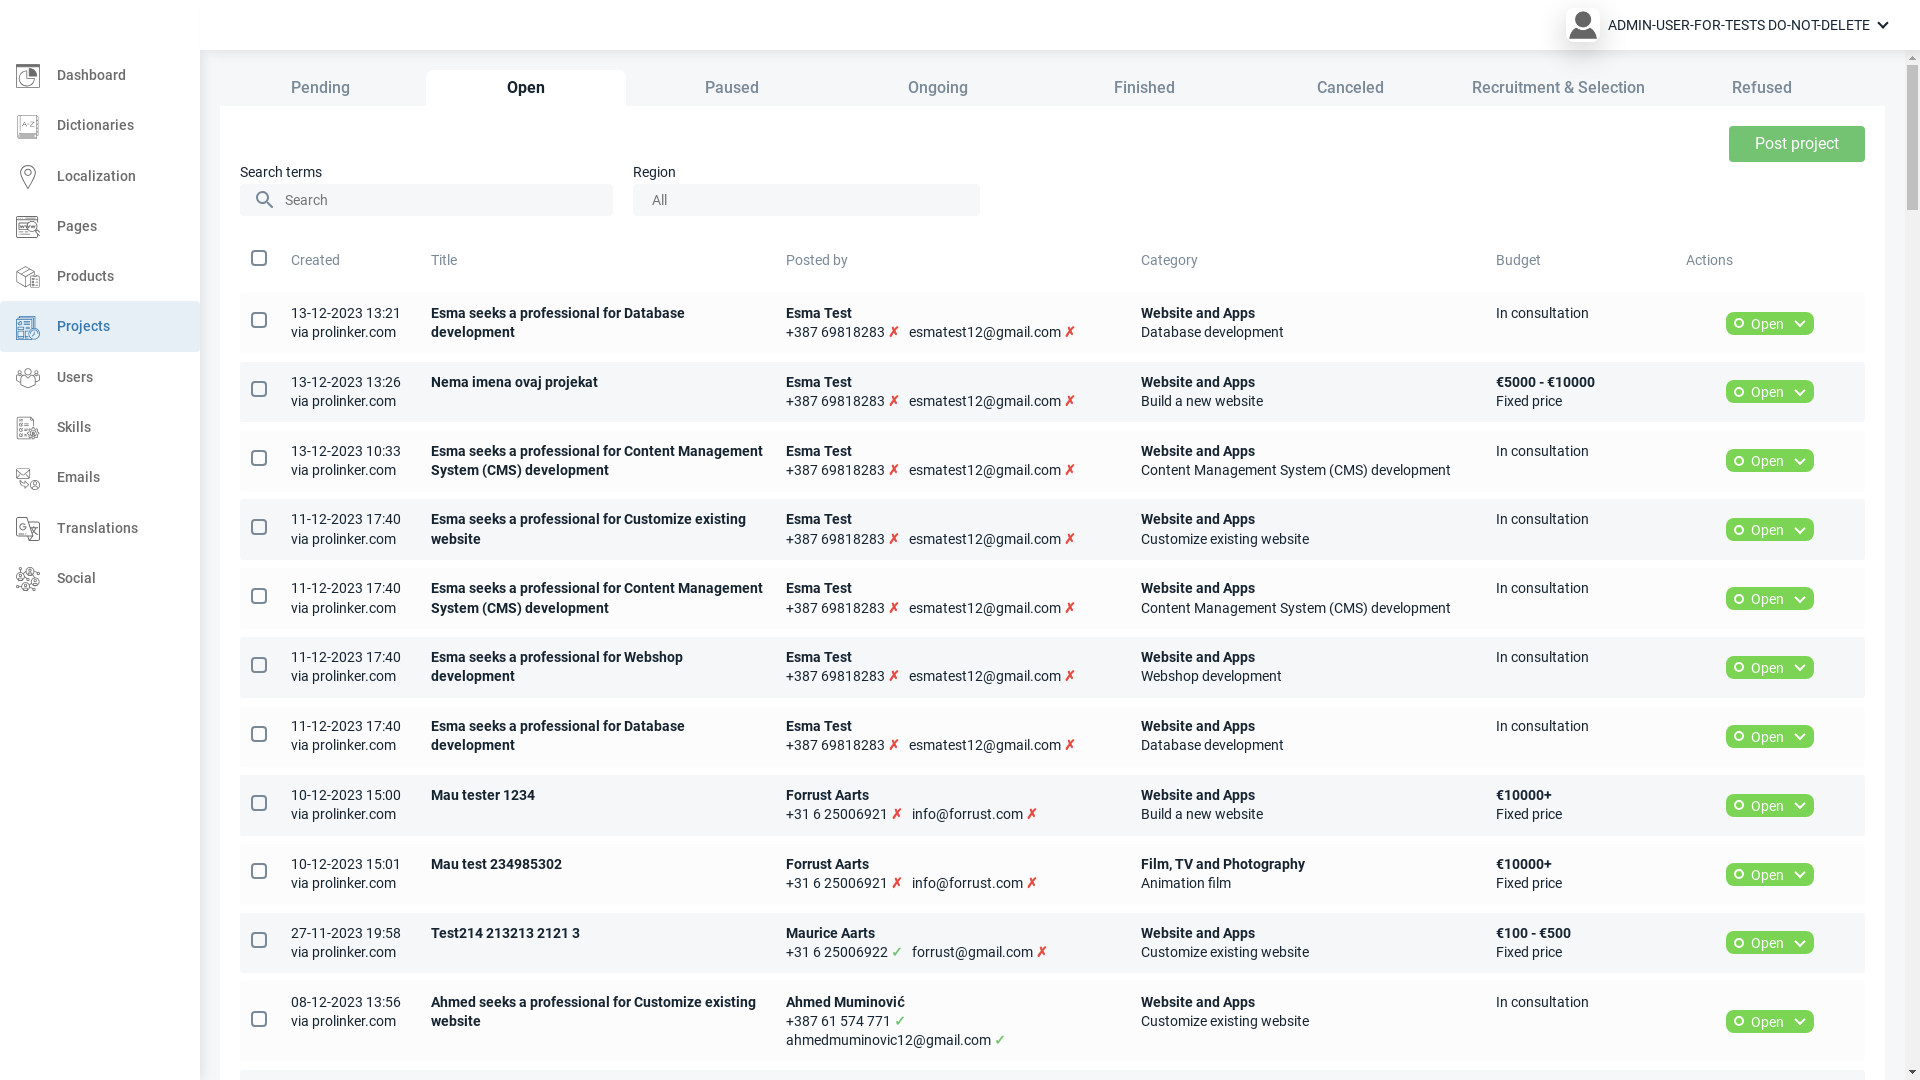 ADMIN-USER-FOR-TESTS DO-NOT-DELETE
Dashboard
Dictionaries
Localization
Pages
Products
Projects
Users
Skills
Emails
Translations
Social
Pending Open Paused Ongoing Finished Canceled Recruitment & Selection Refused
Post project
Search terms Region
Search All
Created Title Posted by Category Budget Actions
13-12-2023 13:21 Esma seeks a professional for Database Esma Test Website and Apps In consultation
via prolinker.com development +387 69818283 ✗ esmatest12@gmail.com ✗ Database development Open
13-12-2023 13:26 Nema imena ovaj projekat Esma Test Website and Apps €5000 - €10000
via prolinker.com +387 69818283 ✗ esmatest12@gmail.com ✗ Build a new website Fixed price Open
13-12-2023 10:33 Esma seeks a professional for Content Management Esma Test Website and Apps In consultation
via prolinker.com System (CMS) development +387 69818283 ✗ esmatest12@gmail.com ✗ Content Management System (CMS) development Open
11-12-2023 17:40 Esma seeks a professional for Customize existing Esma Test Website and Apps In consultation
via prolinker.com website +387 69818283 ✗ esmatest12@gmail.com ✗ Customize existing website Open
11-12-2023 17:40 Esma seeks a professional for Content Management Esma Test Website and Apps In consultation
via prolinker.com System (CMS) development +387 69818283 ✗ esmatest12@gmail.com ✗ Content Management System (CMS) development Open
11-12-2023 17:40 Esma seeks a professional for Webshop Esma Test Website and Apps In consultation
via prolinker.com development +387 69818283 ✗ esmatest12@gmail.com ✗ Webshop development Open
11-12-2023 17:40 Esma seeks a professional for Database Esma Test Website and Apps In consultation
via prolinker.com development +387 69818283 ✗ esmatest12@gmail.com ✗ Database development Open
10-12-2023 15:00 Mau tester 1234 Forrust Aarts Website and Apps €10000+
via prolinker.com +31 6 25006921 ✗ info@forrust.com ✗ Build a new website Fixed price Open
10-12-2023 15:01 Mau test 234985302 Forrust Aarts Film, TV and Photography €10000+
via prolinker.com +31 6 25006921 ✗ info@forrust.com ✗ Animation film Fixed price Open
27-11-2023 19:58 Test214 213213 2121 3 Maurice Aarts Website and Apps €100 - €500
via prolinker.com +31 6 25006922 ✓ forrust@gmail.com ✗ Customize existing website Fixed price Open
08-12-2023 13:56 Ahmed seeks a professional for Customize existing Ahmed Muminović Website and Apps In consultation
via prolinker.com website +387 61 574 771 ✓ Customize existing website Open
ahmedmuminovic12@gmail.com ✓